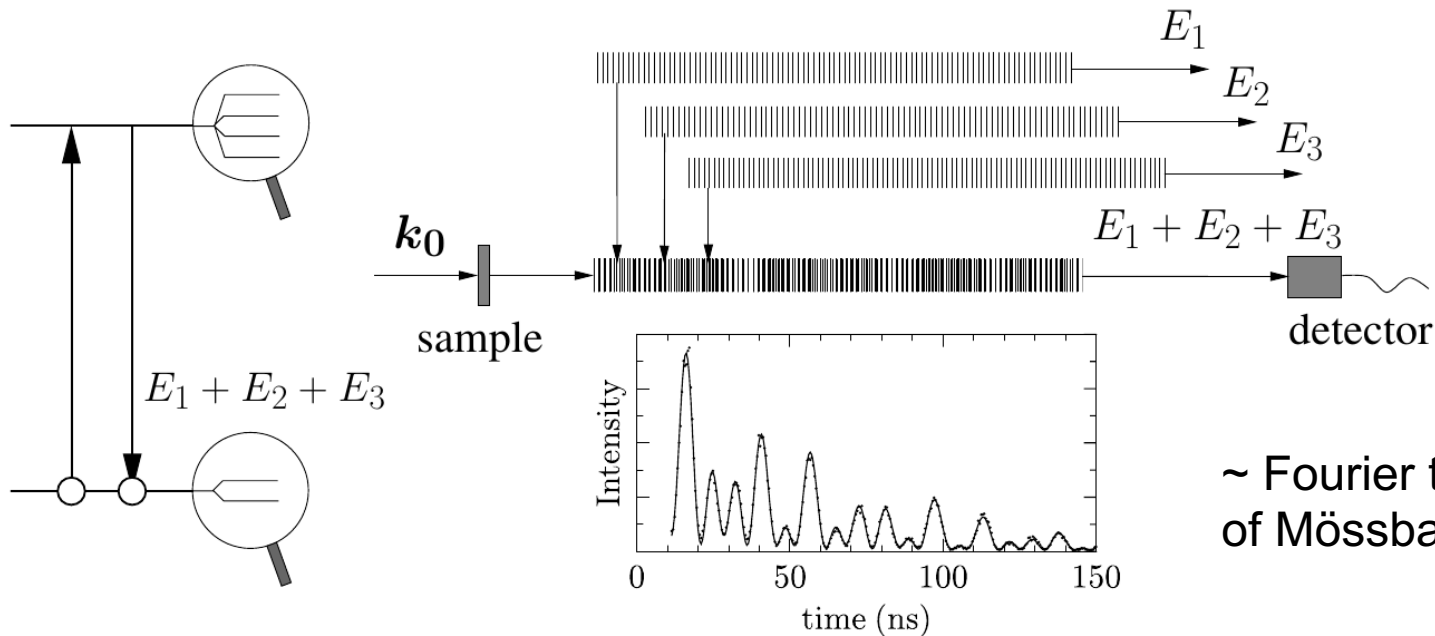 E₁
E₂
E₃
k₀
E₁ + E₂ + E₃
sample
detector
E₁ + E₂ + E₃
Intensity
0
50
100
150
time (ns)
~ Fourier t
of Mössba